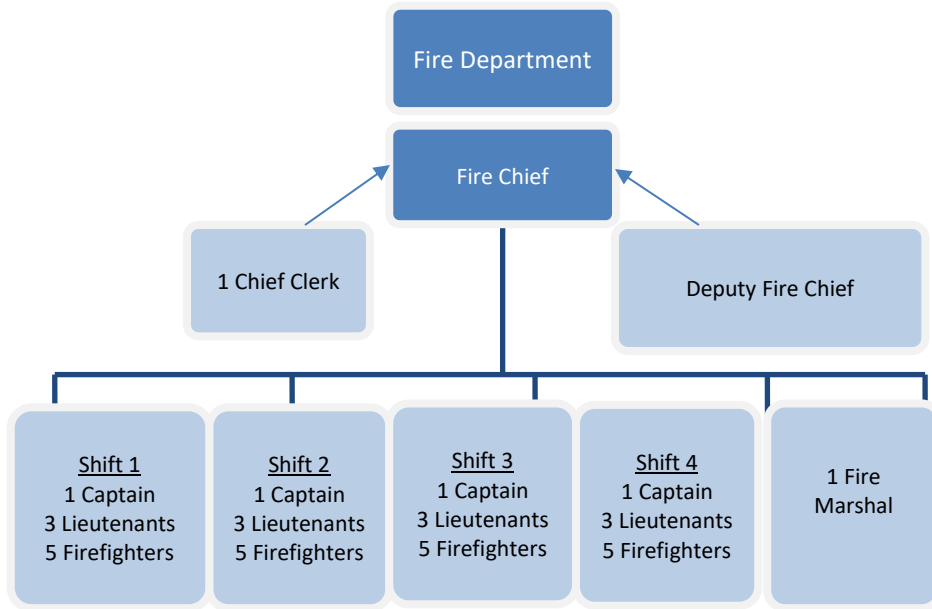 Fire Department
Fire Chief
1 Chief Clerk
Deputy Fire Chief
Shift 1
1 Captain
3 Lieutenants
5 Firefighters
Shift 2
1 Captain
3 Lieutenants
5 Firefighters
Shift 3
1 Captain
3 Lieutenants
5 Firefighters
Shift 4
1 Captain
3 Lieutenants
5 Firefighters
1 Fire
Marshal